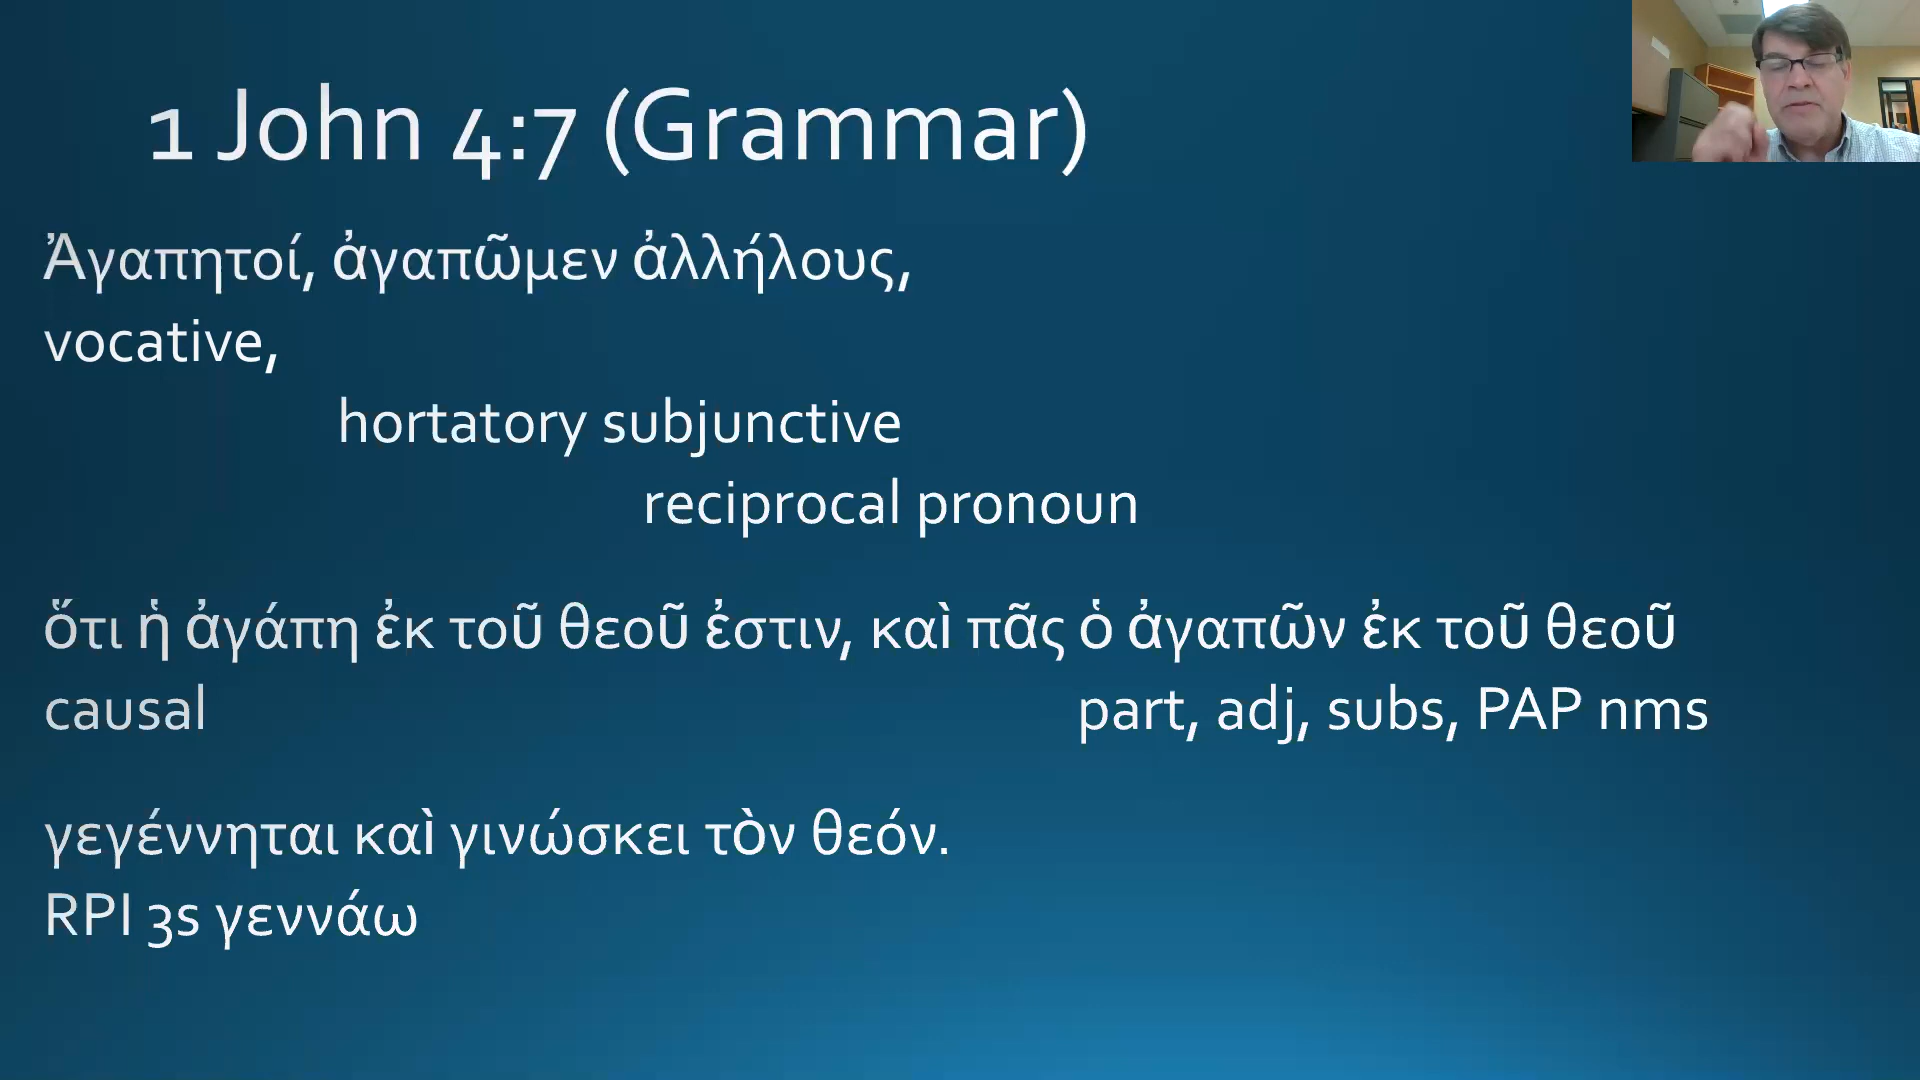 1 John 4:7 (Grammar)
Ἀγαπητοί, ἀγαπῶμεν ἀλλήλους,
vocative,
hortatory subjunctive
reciprocal pronoun
ὅτι ἡ ἀγάπη ἐκ τοῦ θεοῦ ἐστιν, καὶ πᾶς ὁ ἀγαπῶν ἐκ τοῦ θεοῦ
causal part, adj, subs, PAP nms
γεγέννηται καὶ γινώσκει τὸν θεόν.
RPI 3s γεννάω